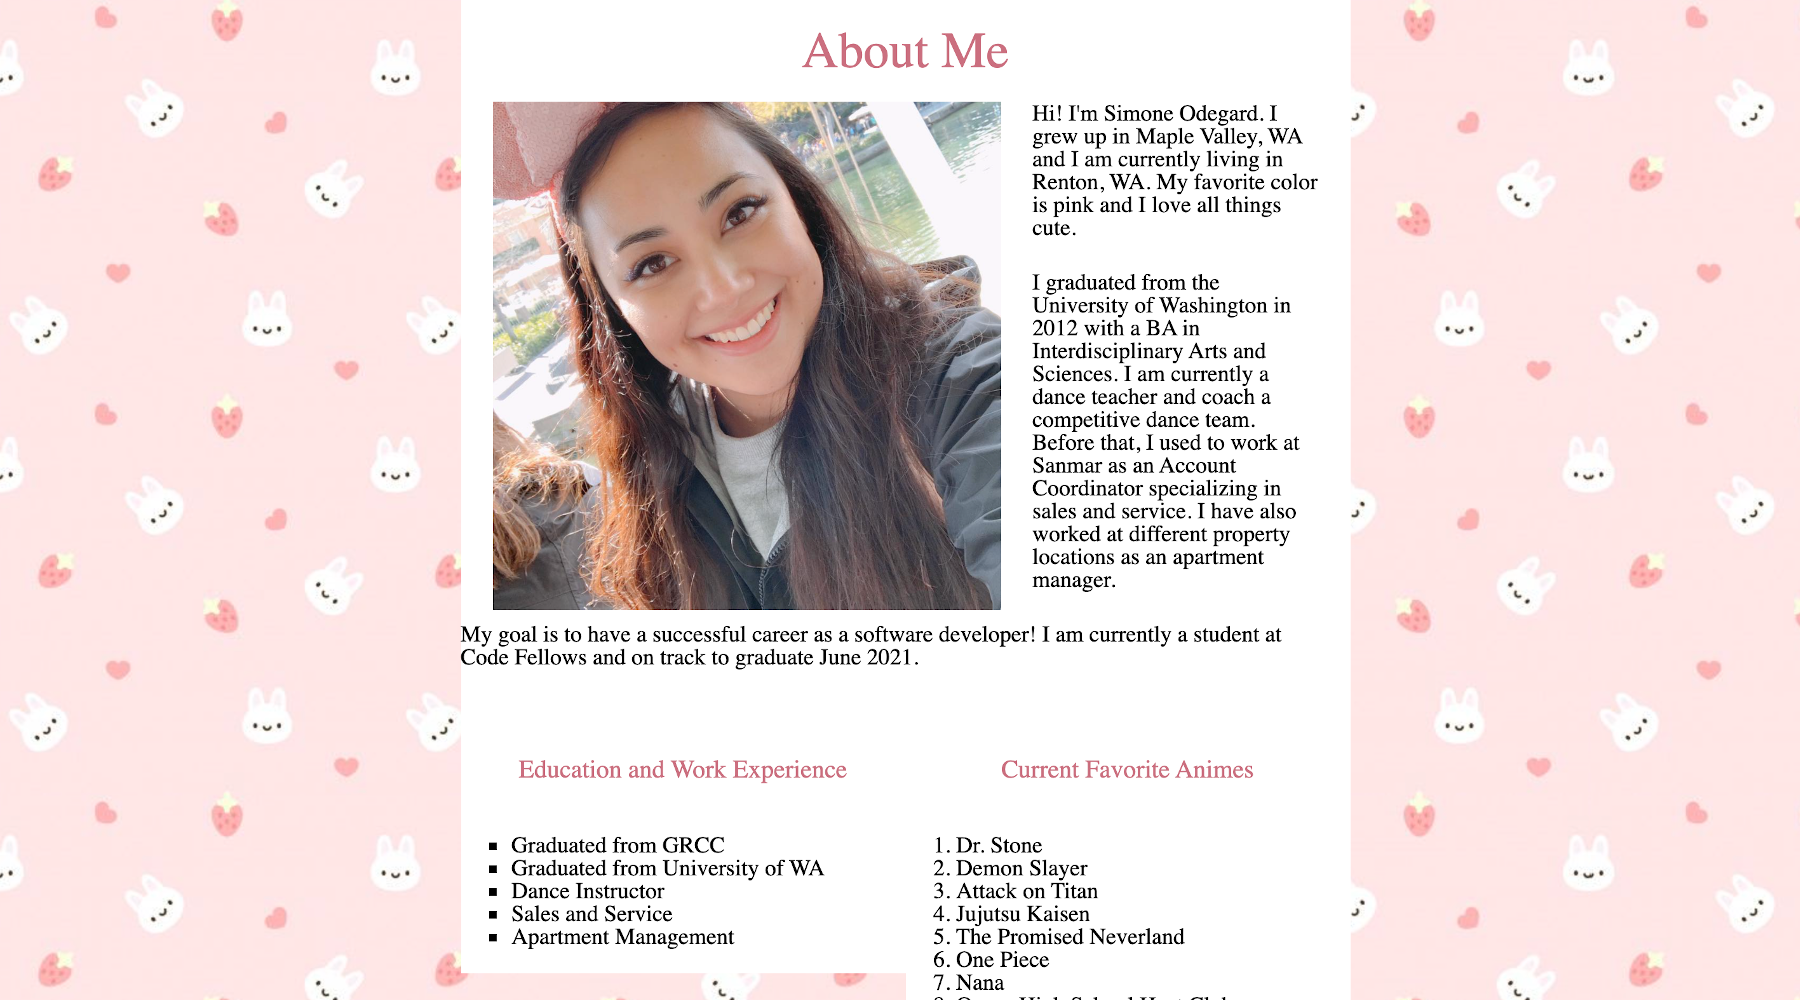 About Me
Hi! I'm Simone Odegard. I
grew up in Maple Valley, WA
and I am currently living in
Renton, WA. My favorite color
is pink and I love all things
cute.
I graduated from the
University of Washington in
2012 with a BA in
Interdisciplinary Arts and
Sciences. I am currently a
dance teacher and coach a
competitive dance team.
Before that, I used to work at
Sanmar as an Account
Coordinator specializing in
sales and service. I have also
worked at different property
locations as an apartment
manager.
My goal is to have a successful career as a software developer! I am currently a student at
Code Fellows and on track to graduate June 2021.
Education and Work Experience
▪ Graduated from GRCC
▪ Graduated from University of WA
▪ Dance Instructor
▪ Sales and Service
▪ Apartment Management
Current Favorite Animes
1. Dr. Stone
2. Demon Slayer
3. Attack on Titan
4. Jujutsu Kaisen
5. The Promised Neverland
6. One Piece
7. Nana